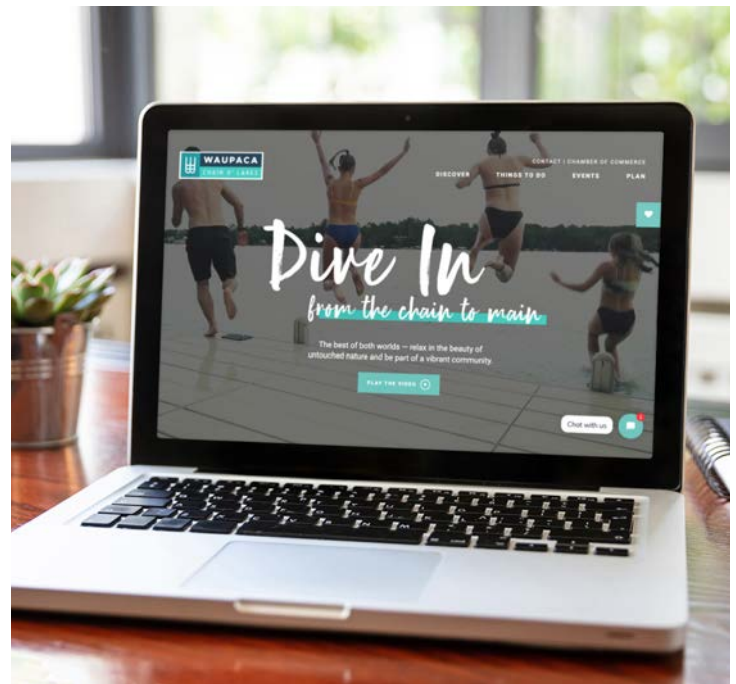 WAUPACA
CHAIN O' LAKES
CONTACT | CHAMBER OF COMMERCE
DISCOVER THINGS TO DO EVENTS PLAN
Dive In
from the chain to main
The best of both worlds — relax in the beauty of
untouched nature and be part of a vibrant community.
PLAY THE VIDEO
Chat with us